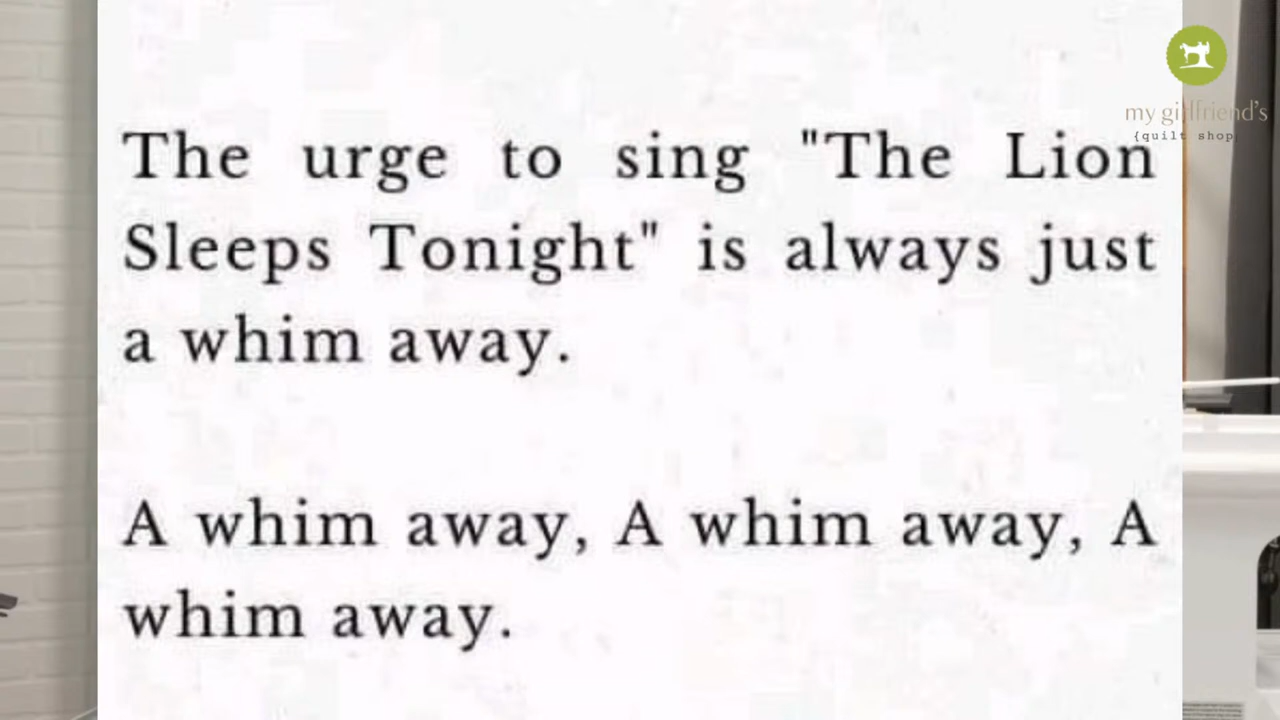 my girlfriend's
{quilt shop}
The urge to sing "The Lion
Sleeps Tonight" is always just
a whim away.
A whim away, A whim away, A
whim away.